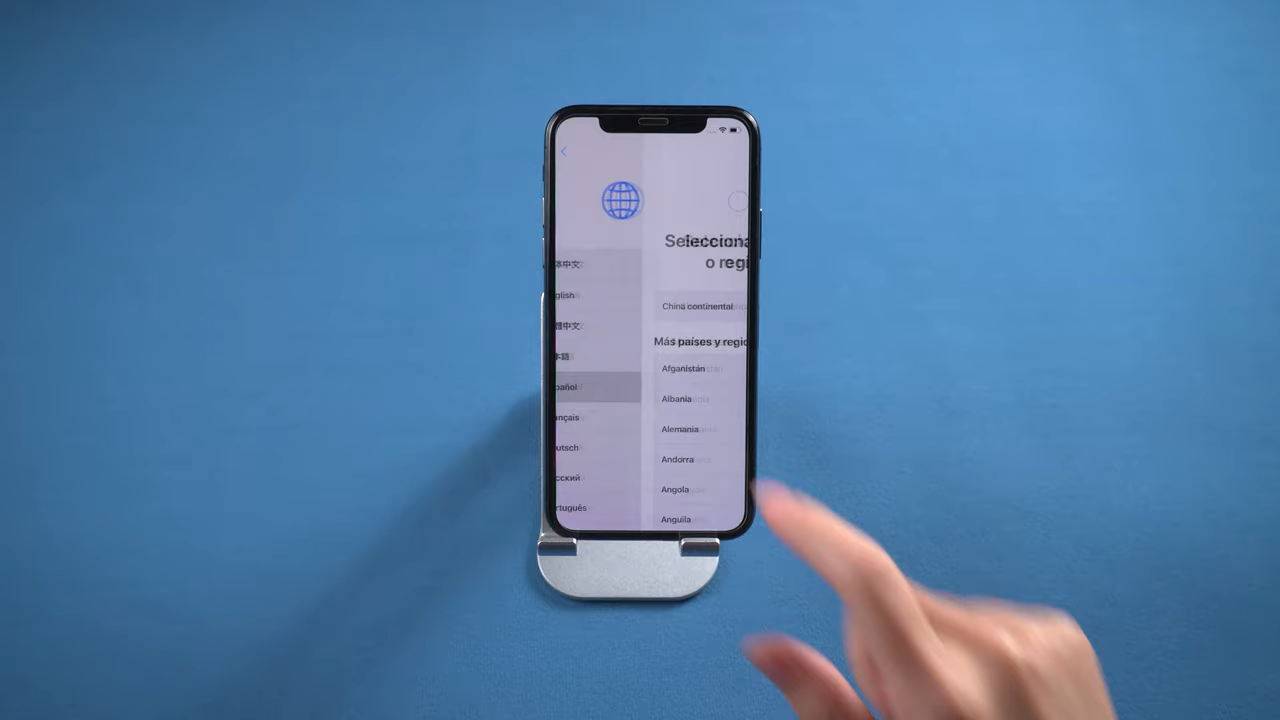 本中文
glish
體中文
本語
pañol
ançais
utsch
сский
rtuguês
Selecciona
o regi
China continental
Más países y regio
Afganistán
Albania
Alemania
Andorra
Angola
Anguila